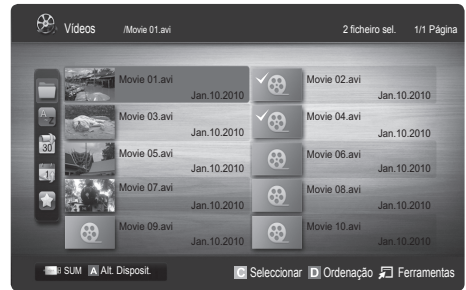 Vídeos /Movie 01.avi 2 ficheiro sel. 1/1 Página
Movie 01.avi Movie 02.avi
Jan.10.2010 Jan.10.2010
Movie 03.avi Movie 04.avi
Jan.10.2010 Jan.10.2010
30
Movie 05.avi Movie 06.avi
Jan.10.2010 Jan.10.2010
1
Movie 07.avi Movie 08.avi
Jan.10.2010 Jan.10.2010
Movie 09.avi Movie 10.avi
Jan.10.2010 Jan.10.2010
SUM A Alt. Disposit. C Seleccionar D Ordenação Ferramentas